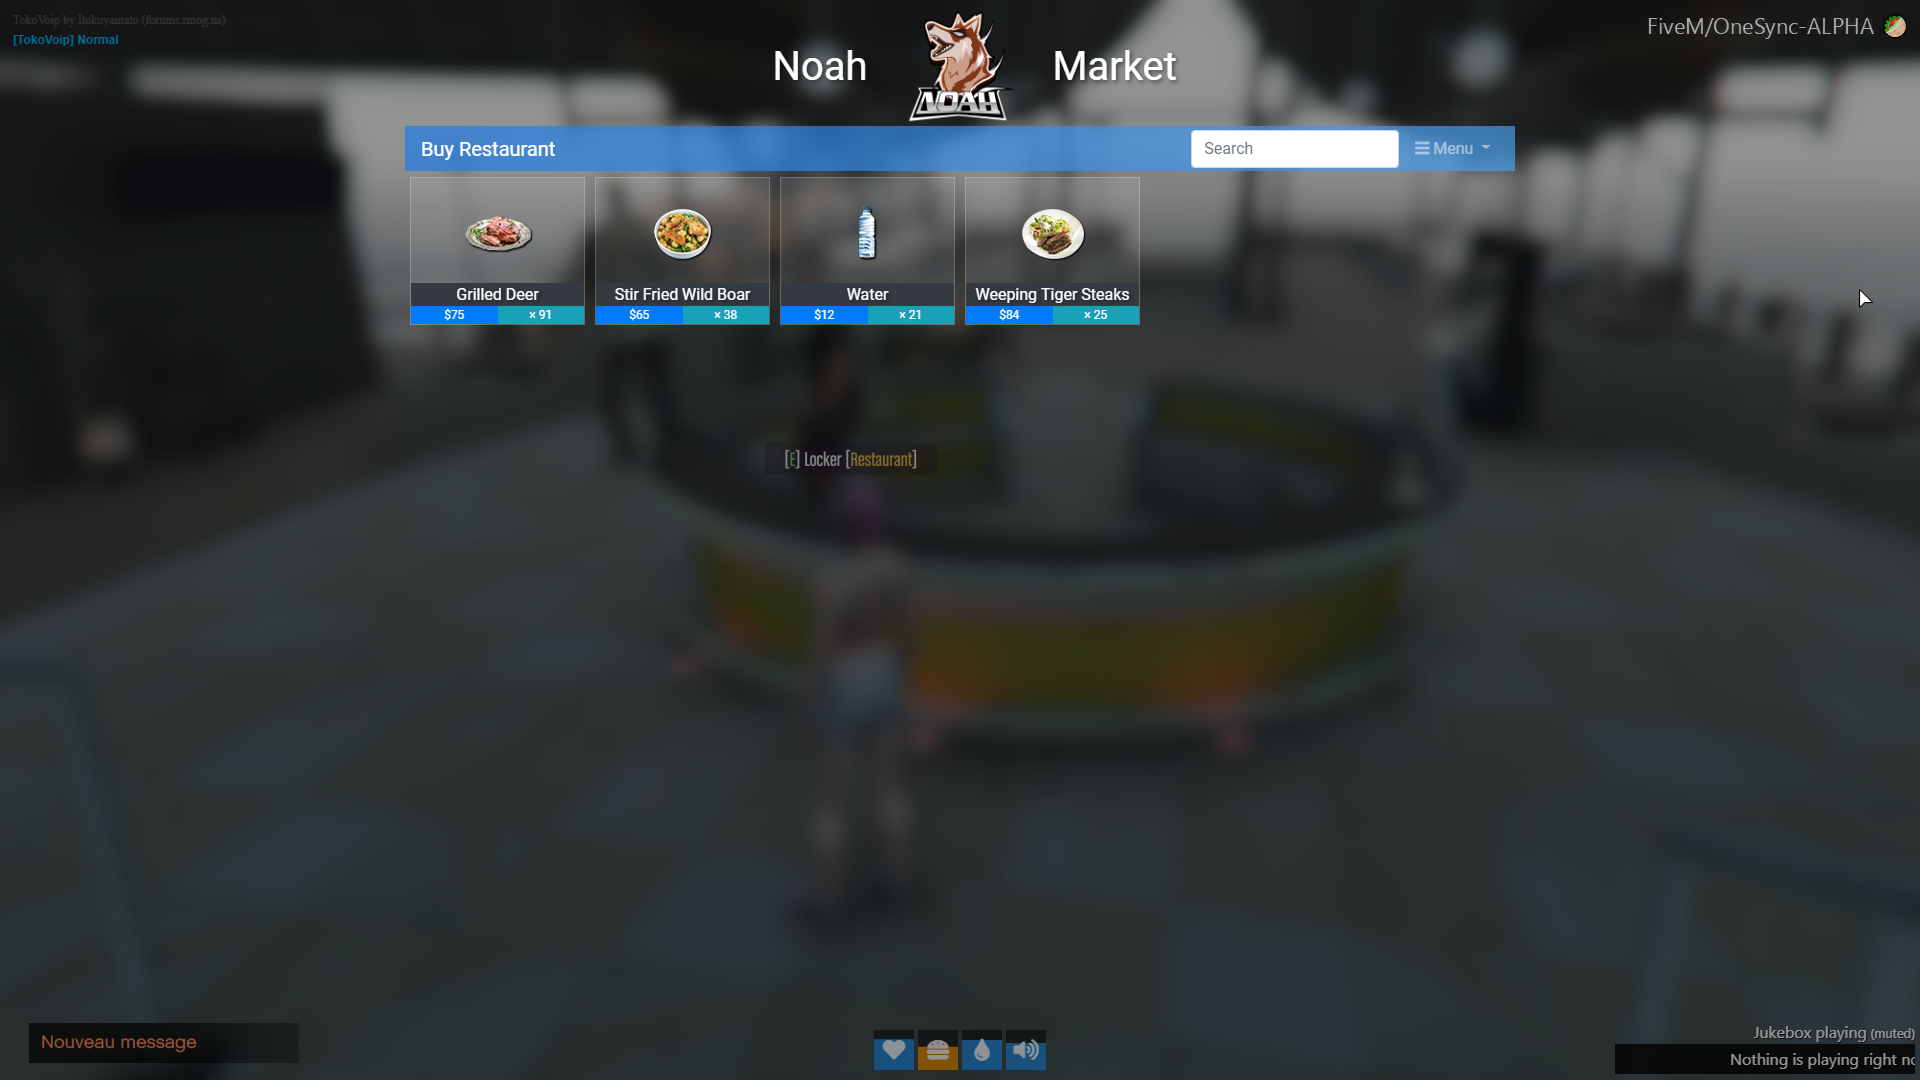 TokoVoip by Itokoyamato (forums.rmog.us)
[TokoVoip] Normal
FiveM/OneSync-ALPHA
Noah
NOAH
Market
Buy Restaurant
Search
Menu
Grilled Deer
$75
× 91
Stir Fried Wild Boar
$65
× 38
Water
$12
× 21
Weeping Tiger Steaks
$84
× 25
[E] Locker [Restaurant]
Nouveau message
Jukebox playing (muted)
Nothing is playing right no